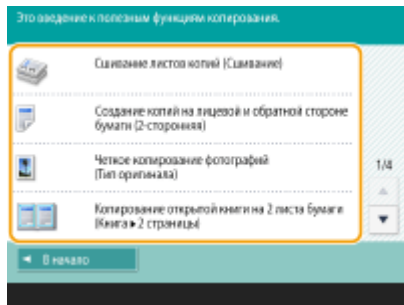 Это введение к полезным функциям копирования.
Сшивание листов копий (Сшивание)
Создание копий на лицевой и обратной стороне
бумаги (2-сторонняя)
Четкое копирование фотографий
(Тип оригинала)
1/4
Копирование открытой книги на 2 листа бумаги
(Книга▸2 страницы)
◄ В начало